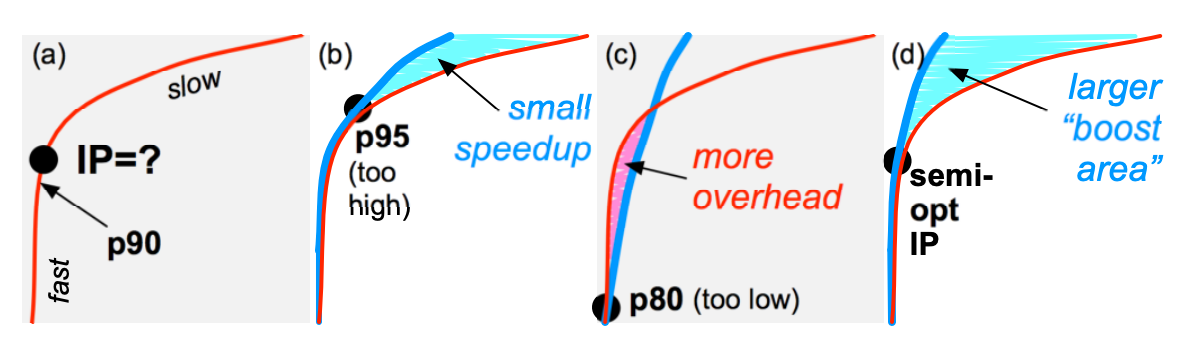 (a)
slow
IP=?
p90
fast
(b)
small
speedup
p95
(too
high)
(c)
more
overhead
p80 (too low)
(d)
larger
“boost
area”
semi-
opt
IP